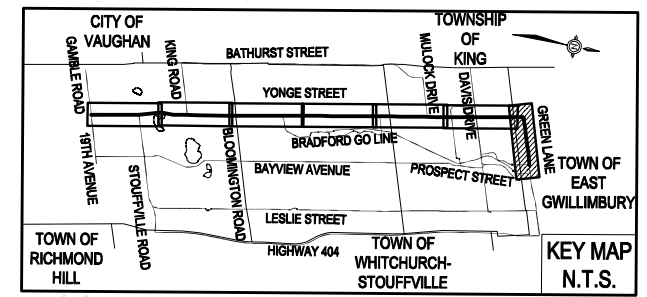 CITY OF
VAUGHAN
TOWNSHIP
OF
KING
BATHURST STREET
GAMBLE ROAD
KING ROAD
MULOCK DRIVE
DAVIS DRIVE
YONGE STREET
GREEN LANE
19TH AVENUE
STOUFFVILLE ROAD
BLOOMINGTON ROAD
BRADFORD GO LINE
BAYVIEW AVENUE
PROSPECT STREET
TOWN OF
EAST
GWILLIMBURY
LESLIE STREET
HIGHWAY 404
TOWN OF
RICHMOND
HILL
TOWN OF
WHITCHURCH-
STOUFFVILLE
KEY MAP
N.T.S.